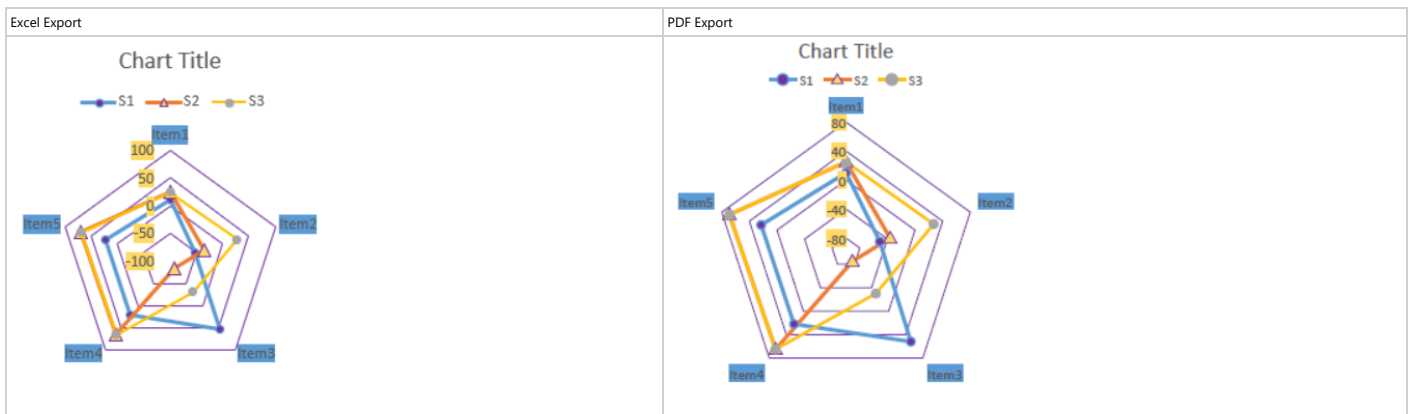 Excel Export
PDF Export
Chart Title
S1 S2 S3
Item1
100
50
0
-50
-100
Item5
Item2
Item4
Item3
Chart Title
S1 S2 S3
Item1
80
40
0
-40
-80
Item5
Item2
Item4
Item3